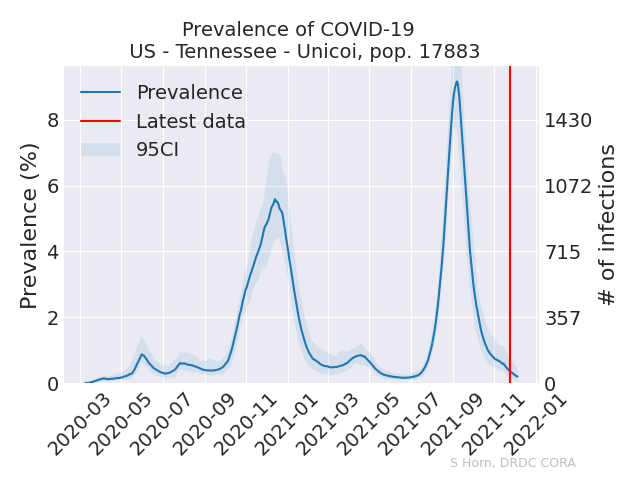 Prevalence of COVID-19
US - Tennessee - Unicoi, pop. 17883
Prevalence
Latest data
95CI
Prevalence (%)
8
6
4
2
0
1430
1072
715
357
0
# of infections
2020-03
2020-05
2020-07
2020-09
2020-11
2021-01
2021-03
2021-05
2021-07
2021-09
2021-11
2022-01
S Horn, DRDC CORA